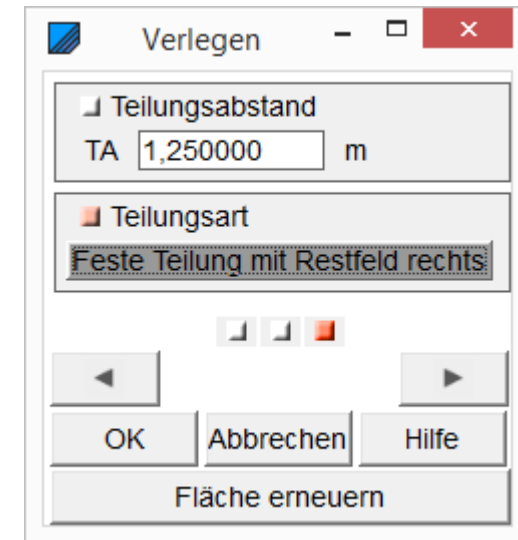 Verlegen
Teilungsabstand
TA 1,250000 m
Teilungsart
Feste Teilung mit Restfeld rechts
OK Abbrechen Hilfe
Fläche erneuern